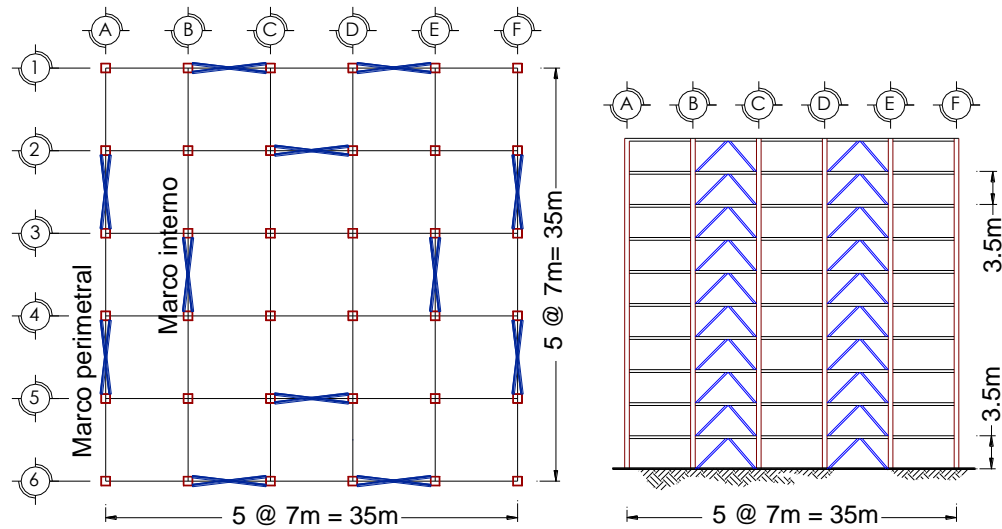 A B C D E F
1
2
3
4
5
6
Marco perimetral
Marco interno
5 @ 7m= 35m
5 @ 7m = 35m
A B C D E F
3.5m
3.5m
5 @ 7m = 35m